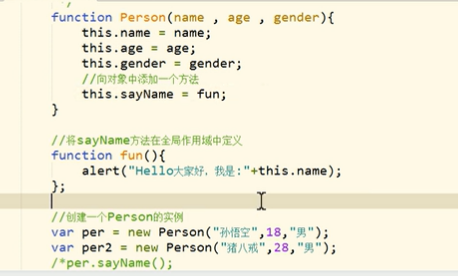 function Person(name , age , gender){
this.name = name;
this.age = age;
this.gender = gender;
//向对象中添加一个方法
this.sayName = fun;
}
//将sayName方法在全局作用域中定义
function fun(){
alert("Hello大家好，我是:"+this.name);
};
//创建一个Person的实例
var per = new Person("孙悟空",18,"男");
var per2 = new Person("猪八戒",28,"男");
/*per.sayName();